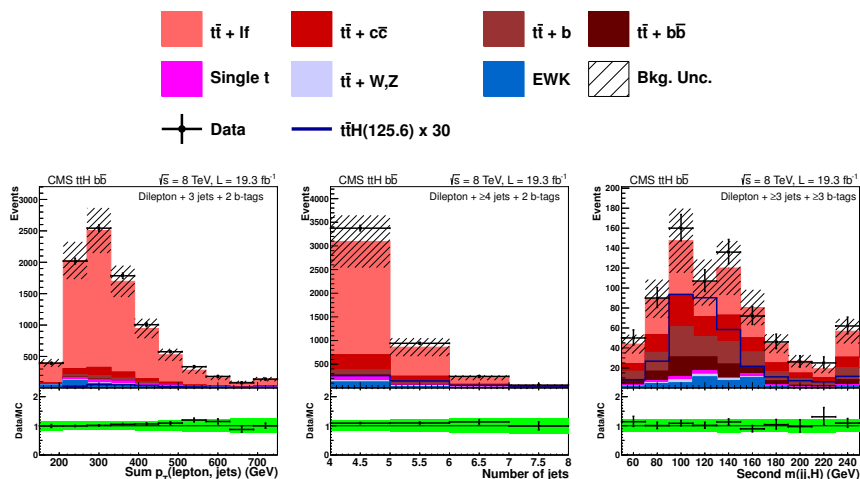 tt̄ + lf
tt̄ + cc̄
tt̄ + b
tt̄ + bb̄
Single t
tt̄ + W,Z
EWK
Bkg. Unc.
Data
tt̄H(125.6) x 30
CMS ttH bb̄
√s = 8 TeV, L = 19.3 fb⁻¹
Dilepton + 3 jets + 2 b-tags
Events
3000
2500
2000
1500
1000
500
Data/MC
2
1
0
200 300 400 500 600 700
Sum p_T(lepton, jets) (GeV)
CMS ttH bb̄
√s = 8 TeV, L = 19.3 fb⁻¹
Dilepton + ≥4 jets + 2 b-tags
Events
4000
3500
3000
2500
2000
1500
1000
500
Data/MC
2
1
0
4 4.5 5 5.5 6 6.5 7 7.5 8
Number of jets
CMS ttH bb̄
√s = 8 TeV, L = 19.3 fb⁻¹
Dilepton + ≥3 jets + ≥3 b-tags
Events
200
180
160
140
120
100
80
60
40
20
Data/MC
2
1
0
60 80 100 120 140 160 180 200 220 240
Second m(jj,H) (GeV)